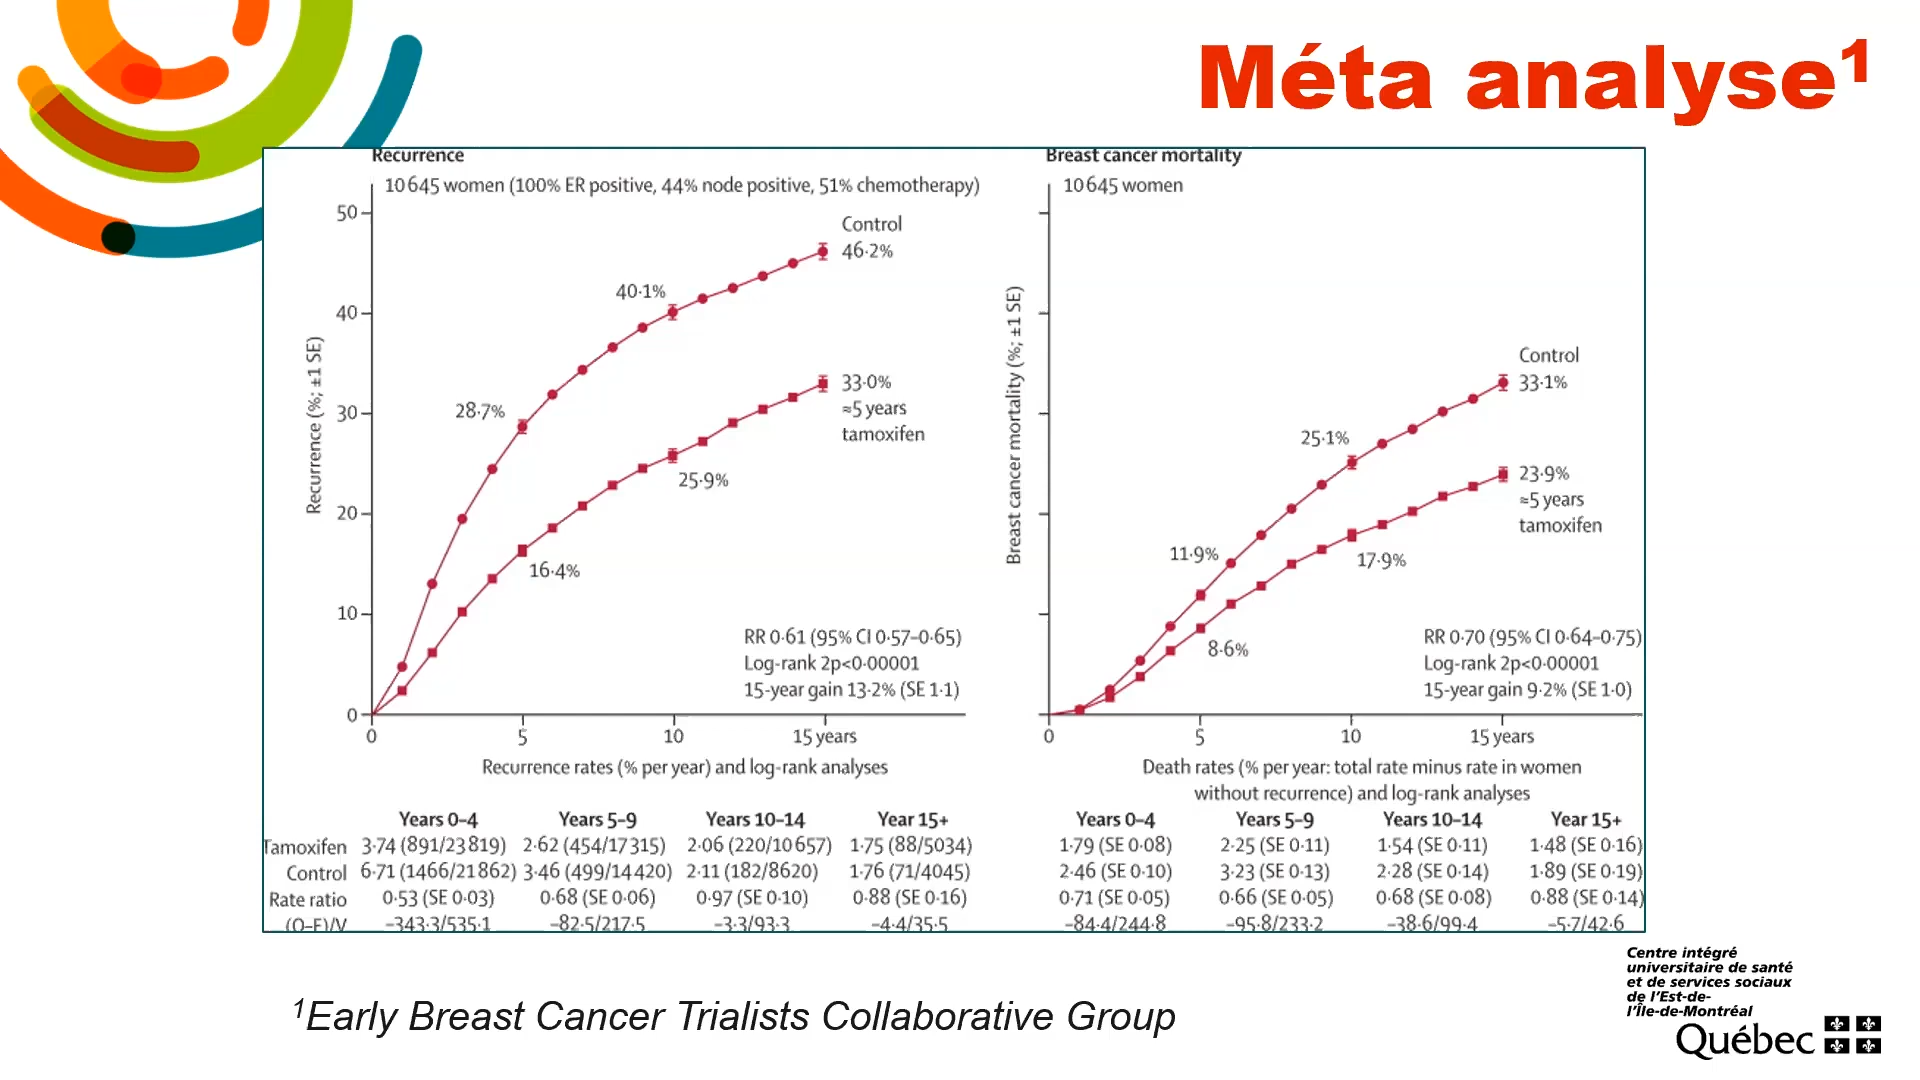 Méta analyse¹
Recurrence
10 645 women (100% ER positive, 44% node positive, 51% chemotherapy)
Recurrence (%; ±1 SE)
50
40
30
20
10
0
Control
46·2%
40·1%
28·7%
33·0%
≈5 years
tamoxifen
25·9%
16·4%
RR 0·61 (95% CI 0·57–0·65)
Log-rank 2p<0·00001
15-year gain 13·2% (SE 1·1)
0 5 10 15 years
Recurrence rates (% per year) and log-rank analyses
Years 0–4 Years 5–9 Years 10–14 Year 15+
Tamoxifen 3·74 (891/23 819) 2·62 (454/17 315) 2·06 (220/10 657) 1·75 (88/5034)
Control 6·71 (1466/21 862) 3·46 (499/14 420) 2·11 (182/8620) 1·76 (71/4045)
Rate ratio 0·53 (SE 0·03) 0·68 (SE 0·06) 0·97 (SE 0·10) 0·88 (SE 0·16)
(O–E)/V –343·3/535·1 –82·5/217·5 –3·3/93·3 –4·4/35·5
Breast cancer mortality
10 645 women
Breast cancer mortality (%; ±1 SE)
Control
33·1%
25·1%
11·9%
23·9%
≈5 years
tamoxifen
17·9%
8·6%
RR 0·70 (95% CI 0·64–0·75)
Log-rank 2p<0·00001
15-year gain 9·2% (SE 1·0)
0 5 10 15 years
Death rates (% per year: total rate minus rate in women
without recurrence) and log-rank analyses
Years 0–4 Years 5–9 Years 10–14 Year 15+
1·79 (SE 0·08) 2·25 (SE 0·11) 1·54 (SE 0·11) 1·48 (SE 0·16)
2·46 (SE 0·10) 3·23 (SE 0·13) 2·28 (SE 0·14) 1·89 (SE 0·19)
0·71 (SE 0·05) 0·66 (SE 0·05) 0·68 (SE 0·08) 0·88 (SE 0·14)
–84·4/244·8 –95·8/233·2 –38·6/99·4 –5·7/42·6
¹Early Breast Cancer Trialists Collaborative Group
Centre intégré
universitaire de santé
et de services sociaux
de l'Est-de-
l'Île-de-Montréal
Québec